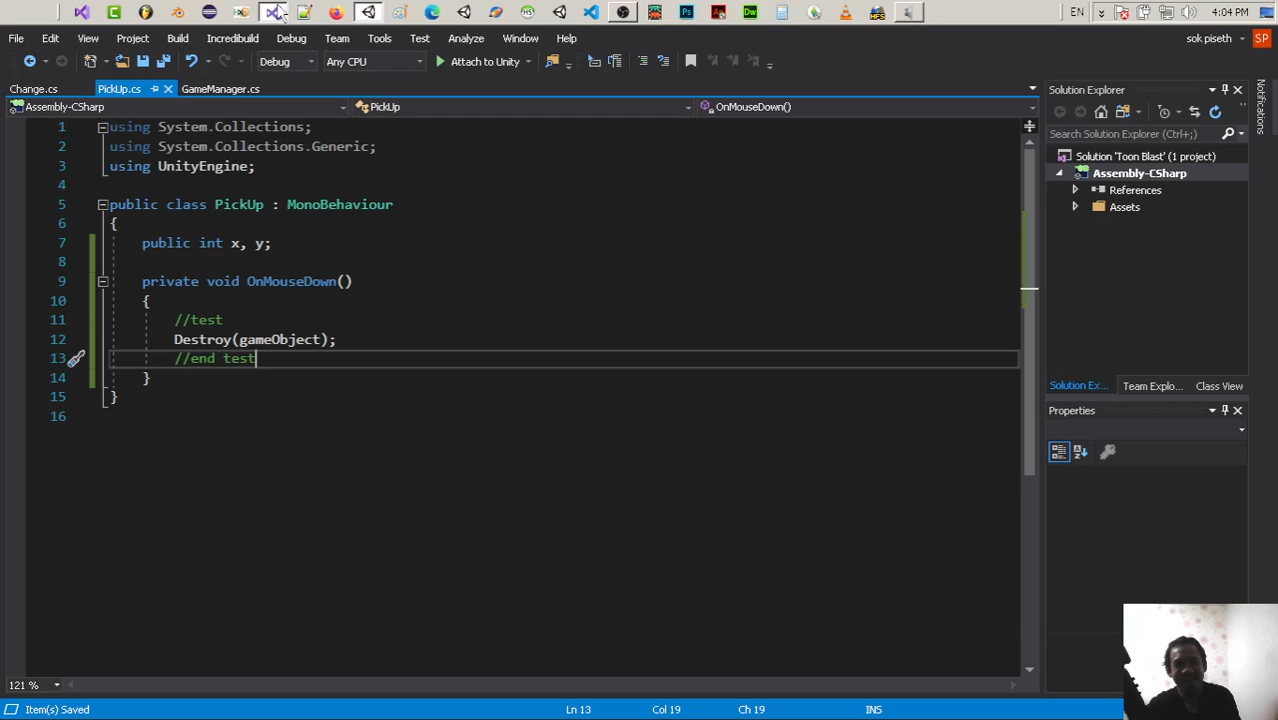 EN
4:04 PM
File Edit View Project Build Incredibuild Debug Team Tools Test Analyze Window Help
sok piseth SP
Debug Any CPU Attach to Unity
Change.cs PickUp.cs GameManager.cs
Assembly-CSharp PickUp OnMouseDown()
1 using System.Collections;
2 using System.Collections.Generic;
3 using UnityEngine;
4
5 public class PickUp : MonoBehaviour
6 {
7 public int x, y;
8
9 private void OnMouseDown()
10 {
11 //test
12 Destroy(gameObject);
13 //end test
14 }
15 }
16
121 %
Solution Explorer
Search Solution Explorer (Ctrl+;)
Solution 'Toon Blast' (1 project)
Assembly-CSharp
References
Assets
Solution Ex... Team Explo... Class View
Properties
Notifications
Item(s) Saved Ln 13 Col 19 Ch 19 INS